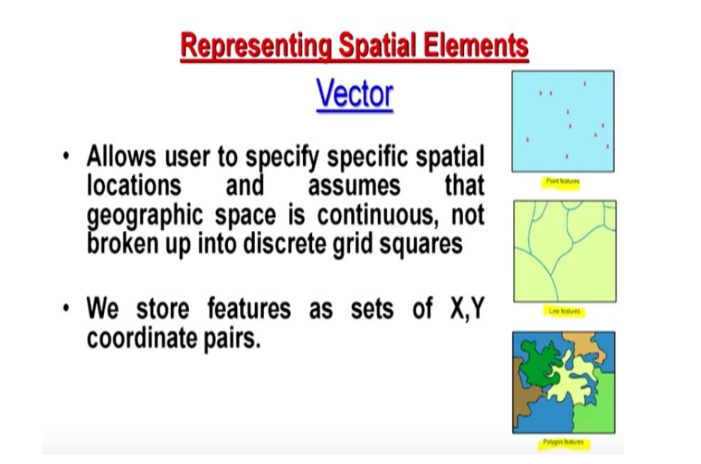 Representing Spatial Elements
Vector
• Allows user to specify specific spatial
locations and assumes that
geographic space is continuous, not
broken up into discrete grid squares
• We store features as sets of X,Y
coordinate pairs.
Point features
Line features
Polygon features